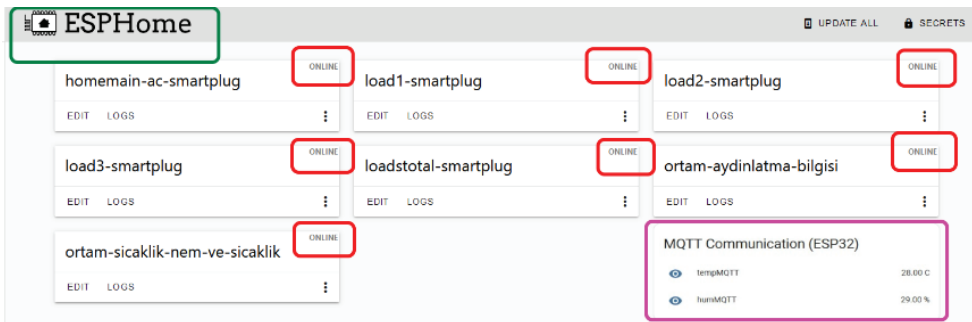 ESPHome
UPDATE ALL
SECRETS
ONLINE
homemain-ac-smartplug
EDIT LOGS
ONLINE
load1-smartplug
EDIT LOGS
ONLINE
load2-smartplug
EDIT LOGS
ONLINE
load3-smartplug
EDIT LOGS
ONLINE
loadstotal-smartplug
EDIT LOGS
ONLINE
ortam-aydinlatma-bilgisi
EDIT LOGS
ONLINE
ortam-sicaklik-nem-ve-sicaklik
EDIT LOGS
MQTT Communication (ESP32)
tempMQTT 28.00 C
humMQTT 29.00 %